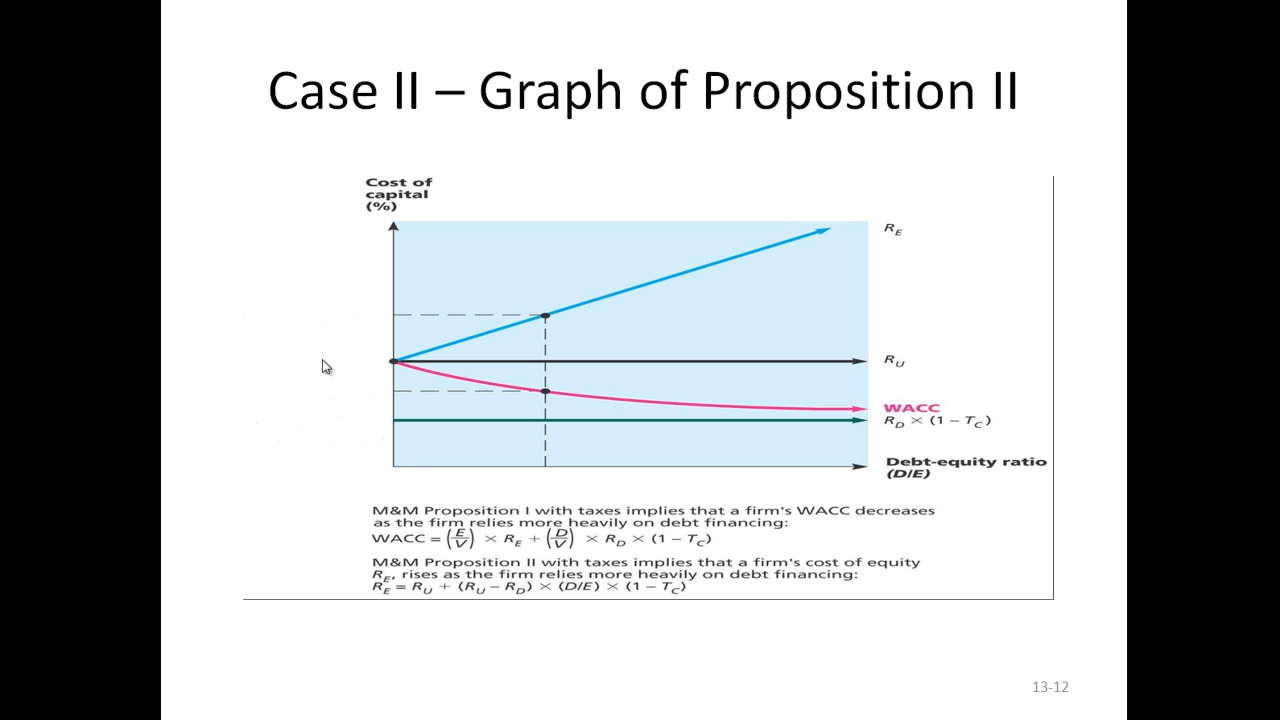 Case II – Graph of Proposition II
Cost of
capital
(%)
R_E
R_U
WACC
R_D × (1 – T_C)
Debt-equity ratio
(D/E)
M&M Proposition I with taxes implies that a firm's WACC decreases
as the firm relies more heavily on debt financing:
WACC = (E/V) × R_E + (D/V) × R_D × (1 – T_C)
M&M Proposition II with taxes implies that a firm's cost of equity
R_E, rises as the firm relies more heavily on debt financing:
R_E = R_U + (R_U – R_D) × (D/E) × (1 – T_C)
13-12